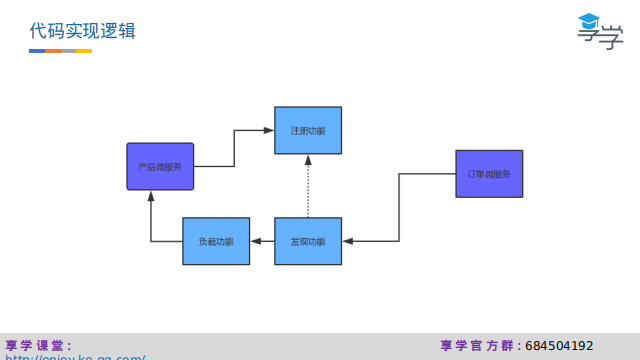 代码实现逻辑
注册功能
产品微服务
订单微服务
负载功能
发现功能
享学课堂：
享学官方群：684504192
http://enjoy.ke.qq.com/